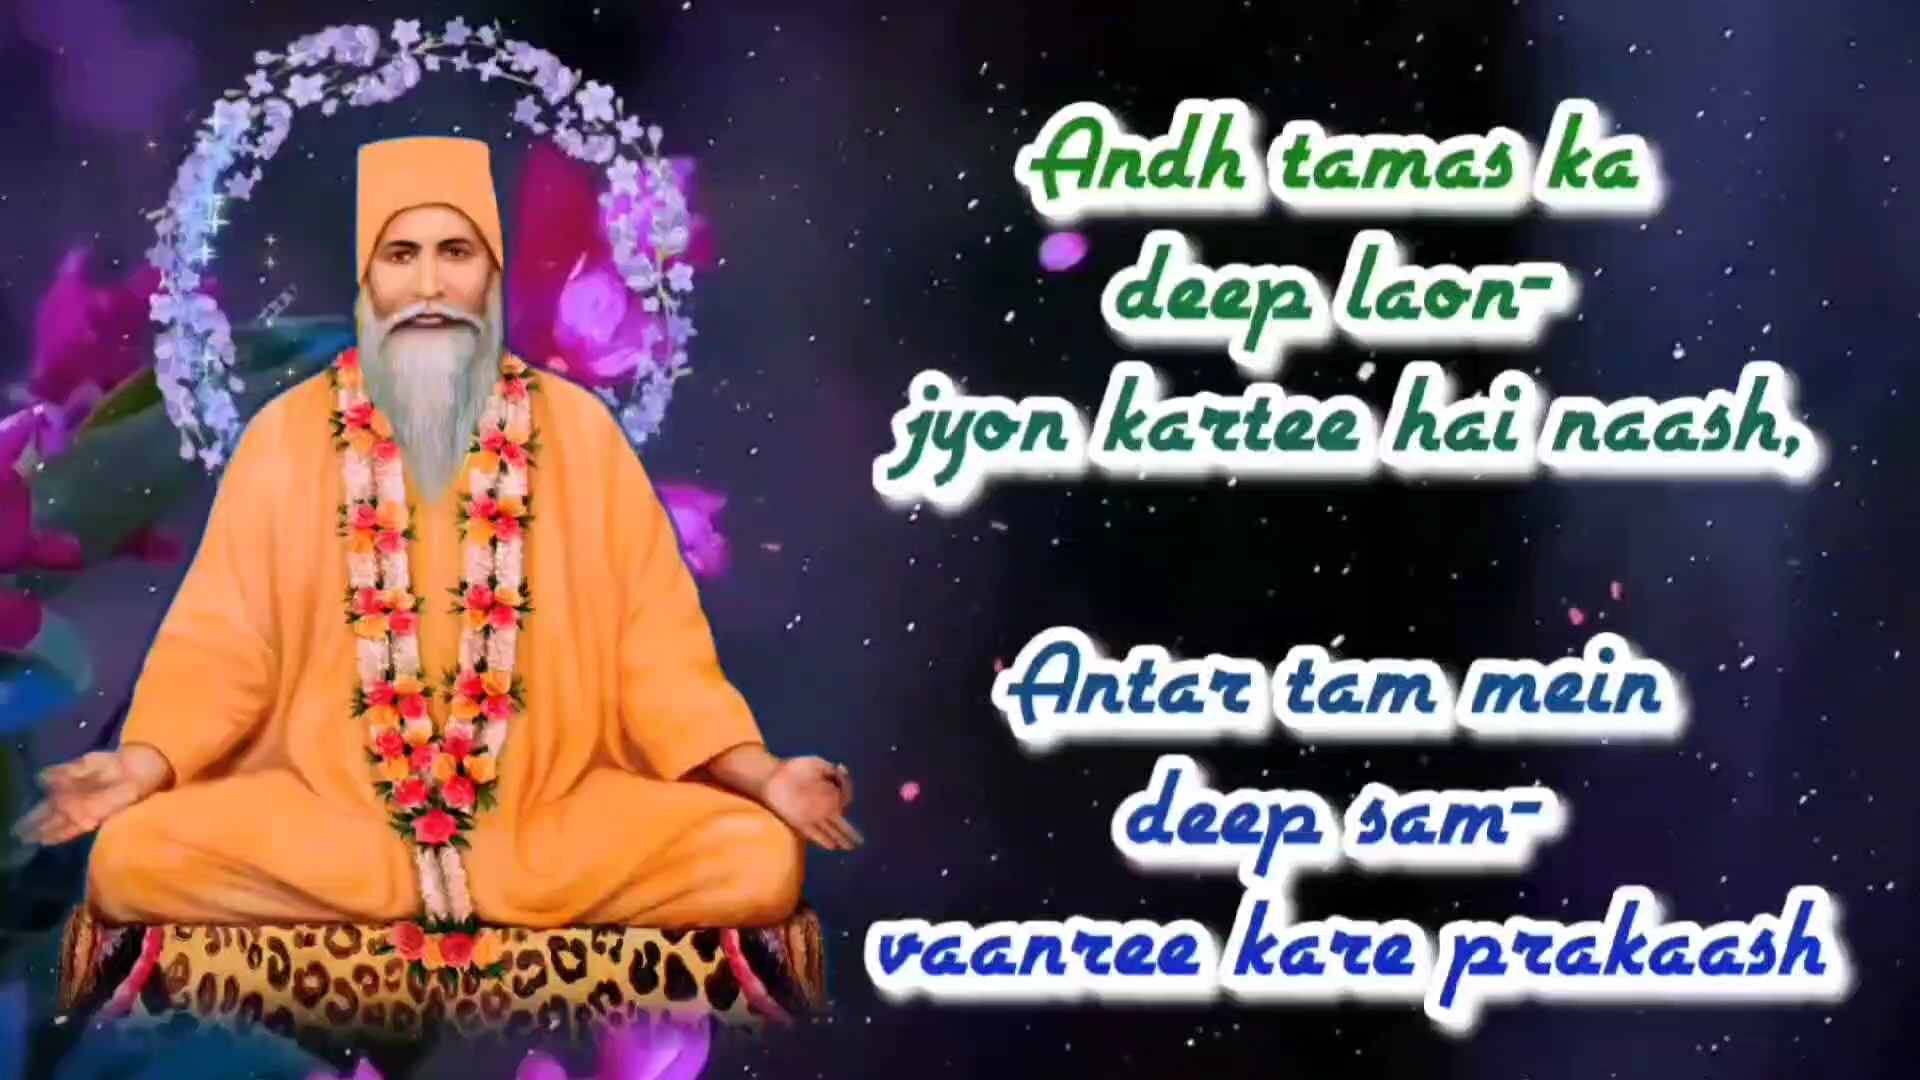 Andh tamas ka
deep laon-
jyon kartee hai naash,
Antar tam mein
deep sam-
vaanree kare prakaash